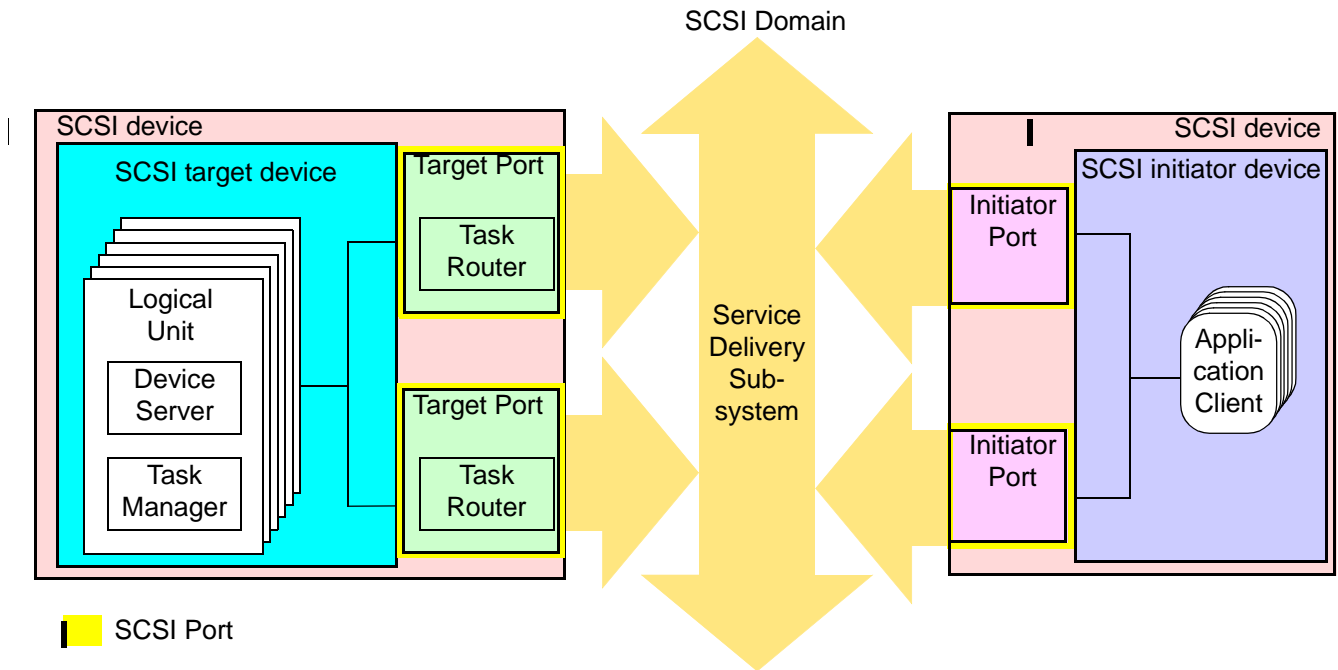 SCSI Domain
SCSI device
SCSI target device
Logical
Unit
Device
Server
Task
Manager
Target Port
Task
Router
Target Port
Task
Router
Service
Delivery
Sub-
system
SCSI device
SCSI initiator device
Initiator
Port
Initiator
Port
Appli-
cation
Client
SCSI Port